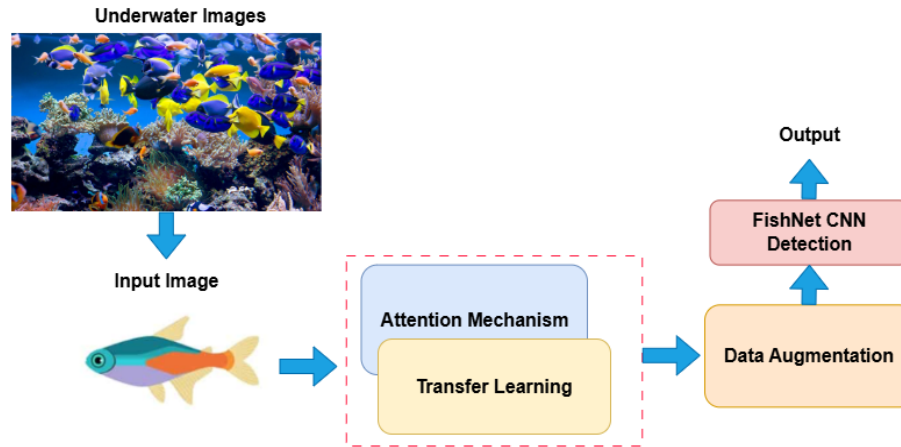 Underwater Images
Input Image
Attention Mechanism
Transfer Learning
Data Augmentation
FishNet CNN
Detection
Output